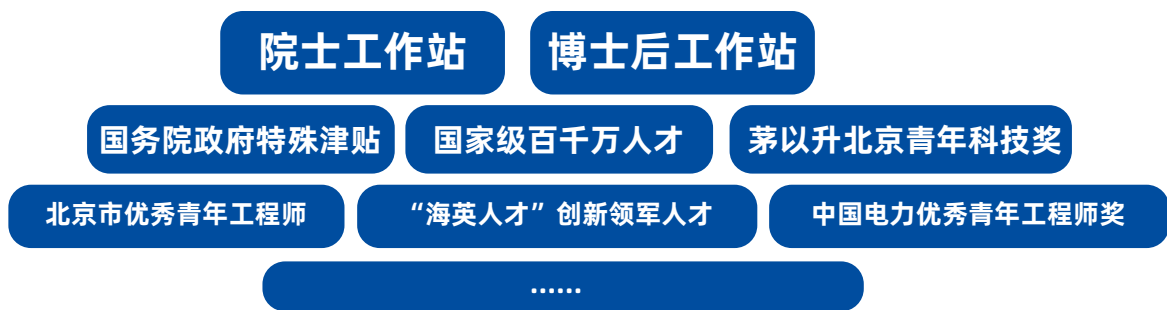 院士工作站 博士后工作站
国务院政府特殊津贴 国家级百千万人才 茅以升北京青年科技奖
北京市优秀青年工程师 “海英人才”创新领军人才 中国电力优秀青年工程师奖
......